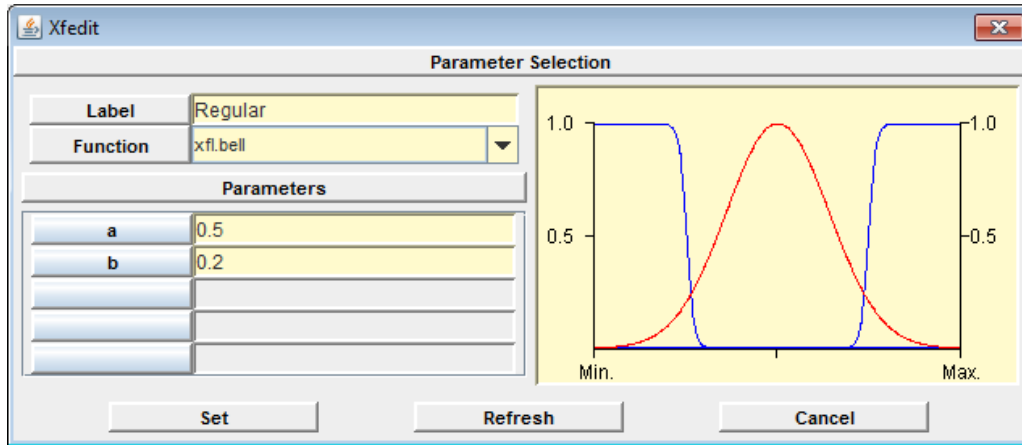 Xfedit
Parameter Selection
Label Regular
Function xfl.bell
Parameters
a 0.5
b 0.2
1.0 1.0
0.5 0.5
Min. Max.
Set Refresh Cancel